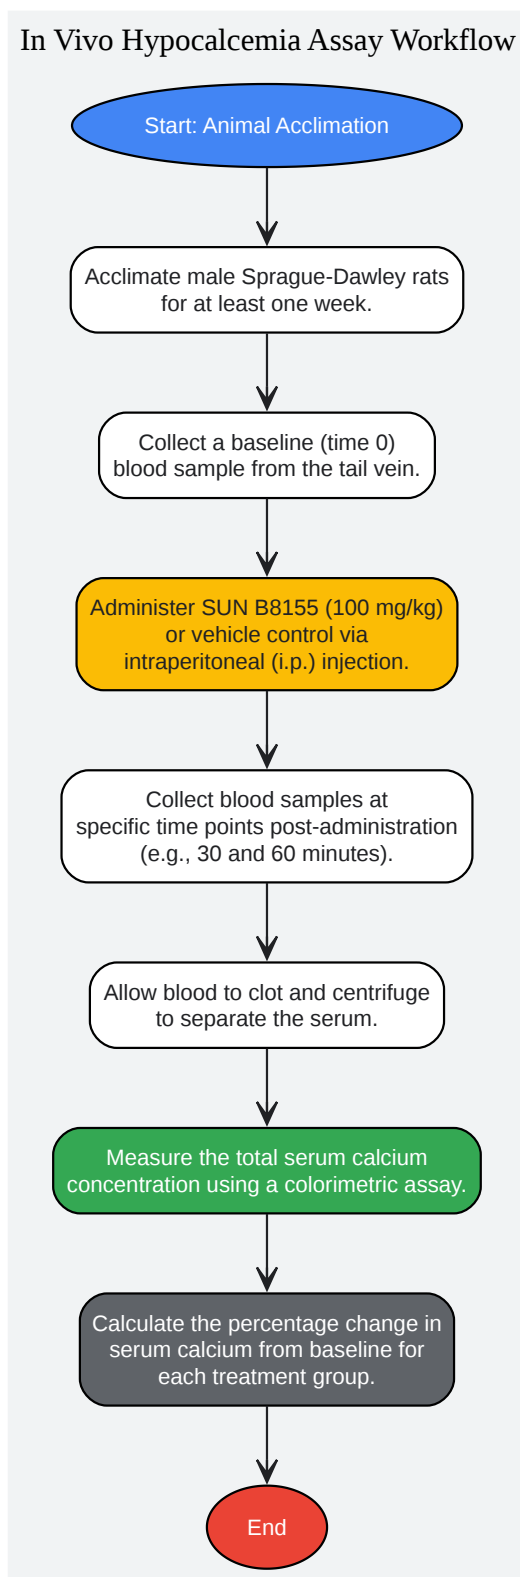 In Vivo Hypocalcemia Assay Workflow
Start: Animal Acclimation
Acclimate male Sprague-Dawley rats
for at least one week.
Collect a baseline (time 0)
blood sample from the tail vein.
Administer SUN B8155 (100 mg/kg)
or vehicle control via
intraperitoneal (i.p.) injection.
Collect blood samples at
specific time points post-administration
(e.g., 30 and 60 minutes).
Allow blood to clot and centrifuge
to separate the serum.
Measure the total serum calcium
concentration using a colorimetric assay.
Calculate the percentage change in
serum calcium from baseline for
each treatment group.
End